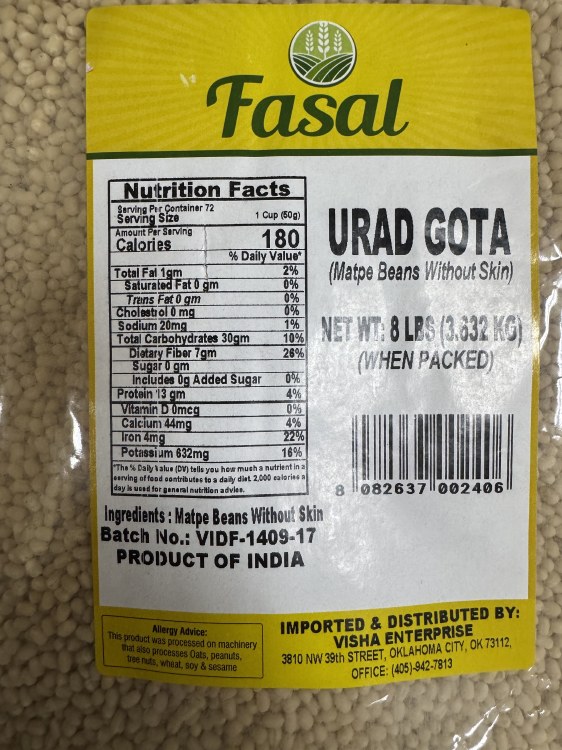 Fasal
Nutrition Facts
Serving Per Container 72
Serving Size 1 Cup (50g)
Amount Per Serving
Calories 180
% Daily Value*
Total Fat 1gm 2%
Saturated Fat 0 gm 0%
Trans Fat 0 gm 0%
Cholestrol 0 mg 0%
Sodium 20mg 1%
Total Carbohydrates 30gm 10%
Dietary Fiber 7gm 26%
Sugar 0 gm
Includes 0g Added Sugar 0%
Protein 13 gm 4%
Vitamin D 0mcg 0%
Calcium 44mg 4%
Iron 4mg 22%
Potassium 632mg 16%
*The % Daily Value (DV) tells you how much a nutrient in a
serving of food contributes to a daily diet. 2,000 calories a
day is used for general nutrition advice.
Ingredients : Matpe Beans Without Skin
Batch No.: VIDF-1409-17
PRODUCT OF INDIA
URAD GOTA
(Matpe Beans Without Skin)
NET WT: 8 LBS (3.632 KG)
(WHEN PACKED)
8 082637 002406
Allergy Advice:
This product was processed on machinery
that also processes Oats, peanuts,
tree nuts, wheat, soy & sesame
IMPORTED & DISTRIBUTED BY:
VISHA ENTERPRISE
3810 NW 39th STREET, OKLAHOMA CITY, OK 73112,
OFFICE: (405)-942-7813